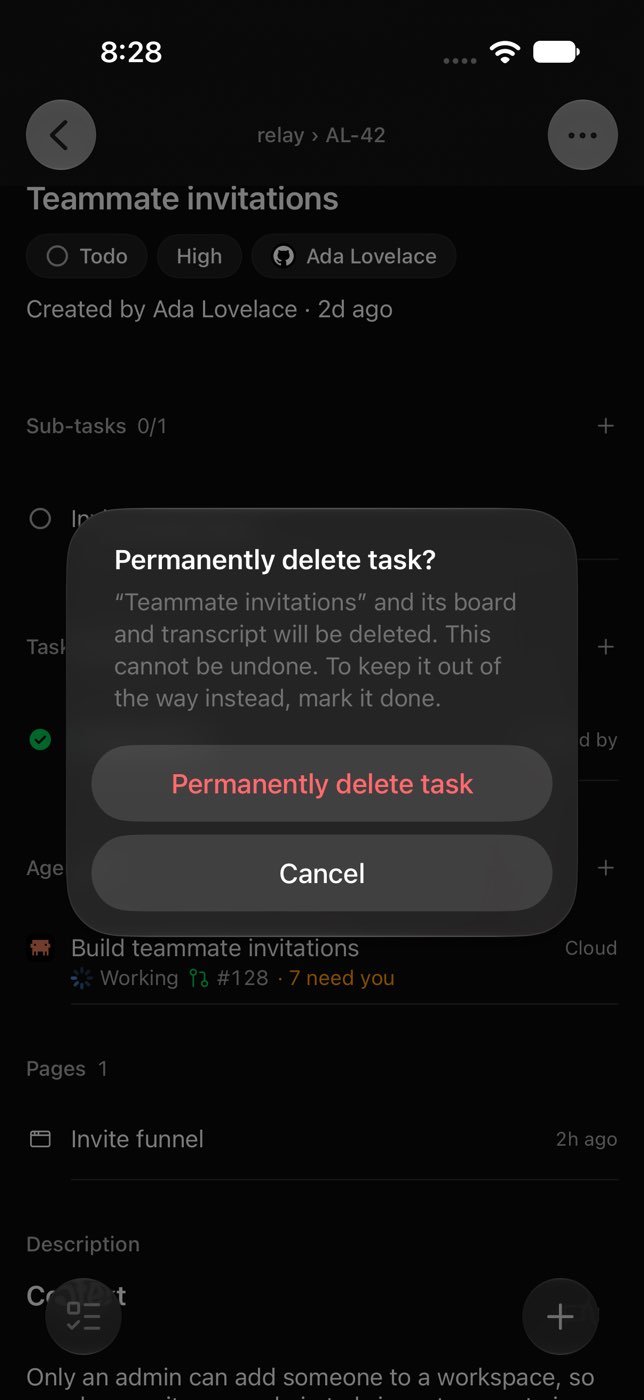 8:28
relay › AL-42
Teammate invitations
Todo
High
Ada Lovelace
Created by Ada Lovelace · 2d ago
Sub-tasks 0/1
Permanently delete task?
“Teammate invitations” and its board
and transcript will be deleted. This
cannot be undone. To keep it out of
the way instead, mark it done.
d by
Permanently delete task
Cancel
Build teammate invitations
Cloud
Working #128 · 7 need you
Pages 1
Invite funnel
2h ago
Description
Only an admin can add someone to a workspace, so